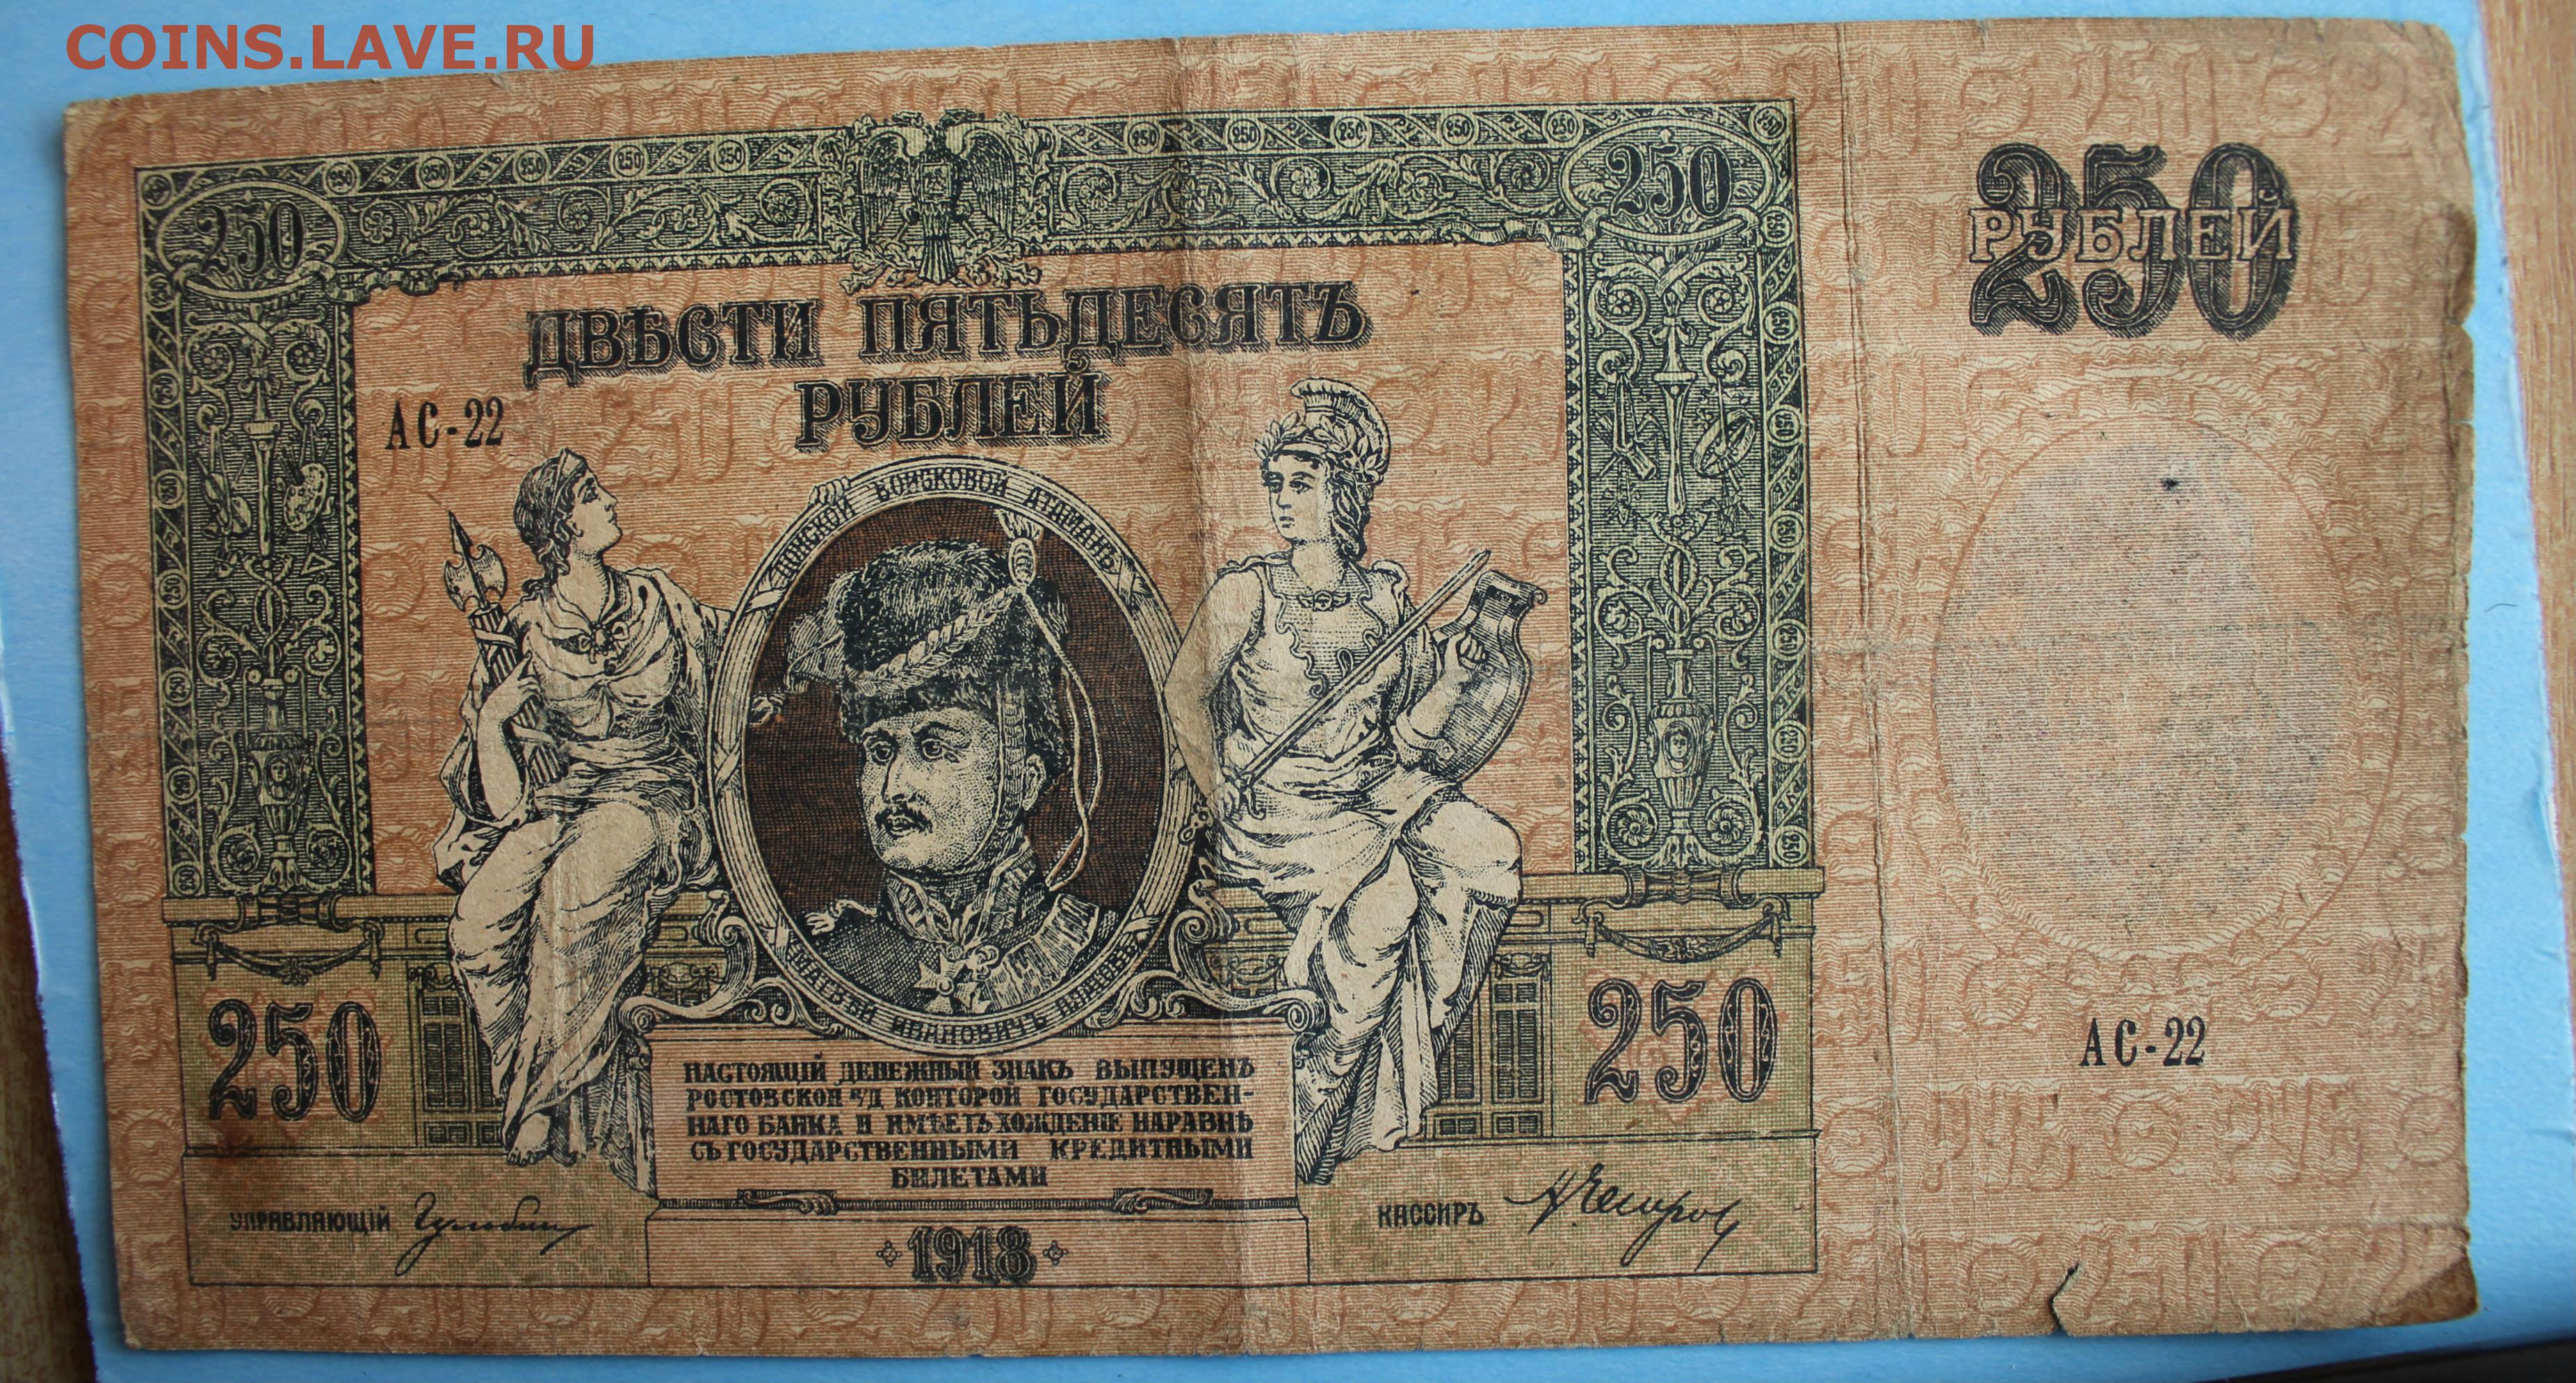 COINS.LAVE.RU
250
250
250
РУБЛЕЙ
ДВѢСТИ ПЯТЬДЕСЯТЪ
РУБЛЕЙ
АС-22
ДОНСКОЙ ВОЙСКОВОЙ АТАМАНЪ
МАТВѢЙ ИВАНОВИЧЪ ПЛАТОВЪ
250
250
АС-22
НАСТОЯЩІЙ ДЕНЕЖНЫЙ ЗНАКЪ ВЫПУЩЕНЪ
РОСТОВСКОЙ н/Д КОНТОРОЙ ГОСУДАРСТВЕН-
НАГО БАНКА И ИМѢЕТЪ ХОЖДЕНІЕ НАРАВНѢ
СЪ ГОСУДАРСТВЕННЫМИ КРЕДИТНЫМИ
БИЛЕТАМИ
УПРАВЛЯЮЩІЙ
КАССИРЪ
1918